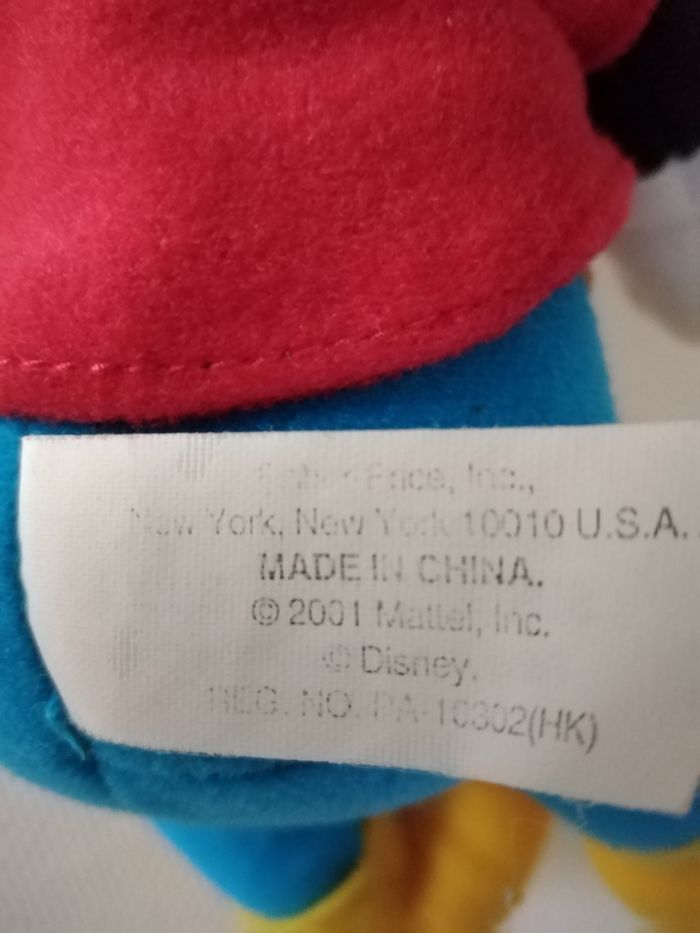 Fisher-Price, Inc.,
New York, New York 10010 U.S.A.
MADE IN CHINA.
© 2001 Mattel, Inc.
© Disney.
REG. NO. PA-10302(HK)